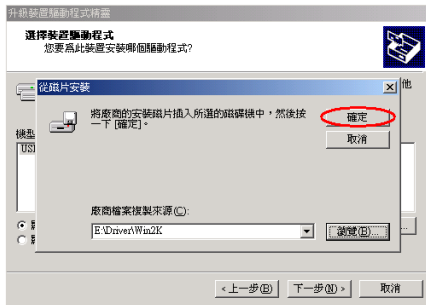 升級裝置驅動程式精靈
選擇裝置驅動程式
您要為此裝置安裝哪個驅動程式?
從磁片安裝
他
將廠商的安裝磁片插入所選的磁碟機中，然後按
一下 [確定]。
確定
取消
機型
USI
廠商檔案複製來源(C):
E:\Driver\Win2K
瀏覽(B)...
...
<上一步(B)
下一步(N)>
取消